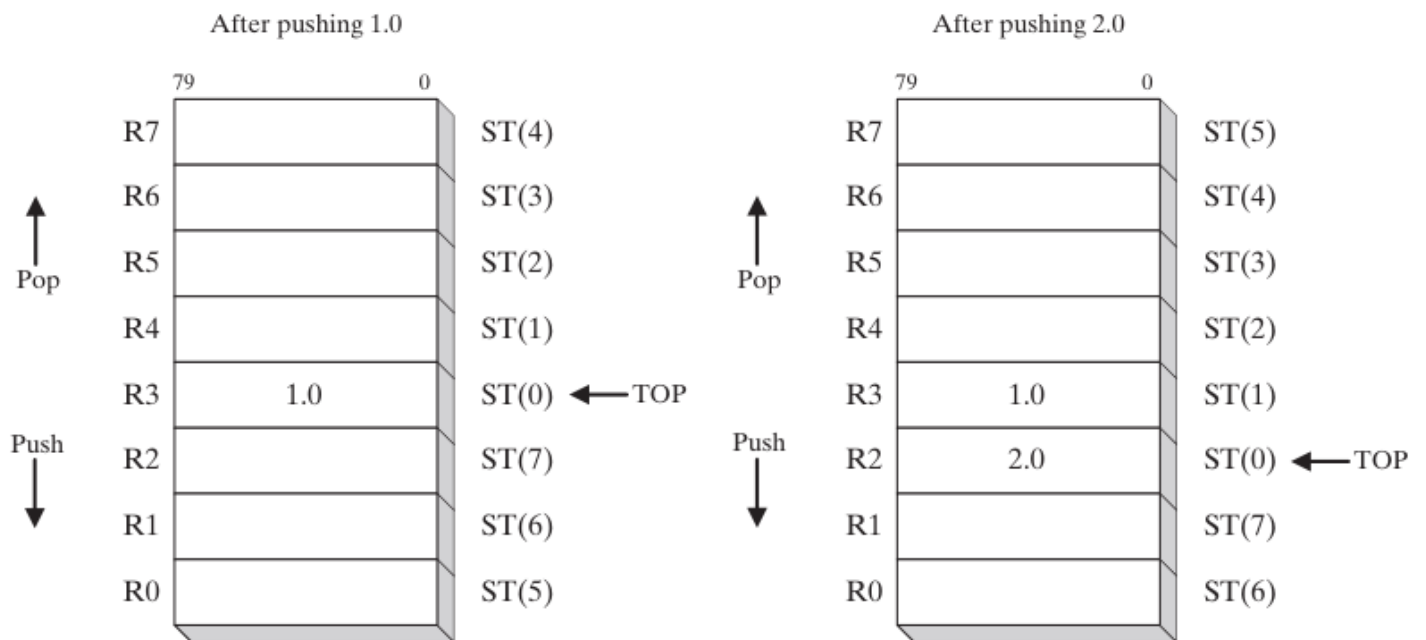 After pushing 1.0
79 0
R7 ST(4)
R6 ST(3)
Pop
R5 ST(2)
R4 ST(1)
R3 1.0 ST(0) TOP
Push
R2 ST(7)
R1 ST(6)
R0 ST(5)
After pushing 2.0
79 0
R7 ST(5)
R6 ST(4)
Pop
R5 ST(3)
R4 ST(2)
R3 1.0 ST(1)
Push
R2 2.0 ST(0) TOP
R1 ST(7)
R0 ST(6)